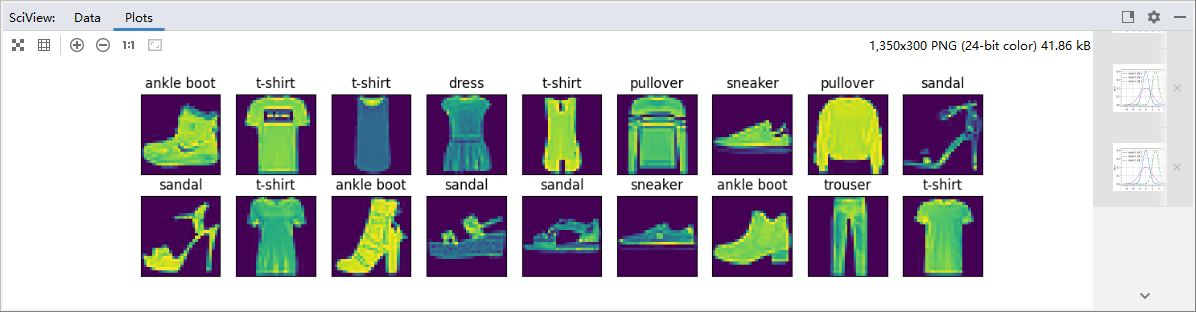 SciView: Data Plots
1:1 1,350x300 PNG (24-bit color) 41.86 kB
ankle boot t-shirt t-shirt dress t-shirt pullover sneaker pullover sandal
sandal t-shirt ankle boot sandal sandal sneaker ankle boot trouser t-shirt